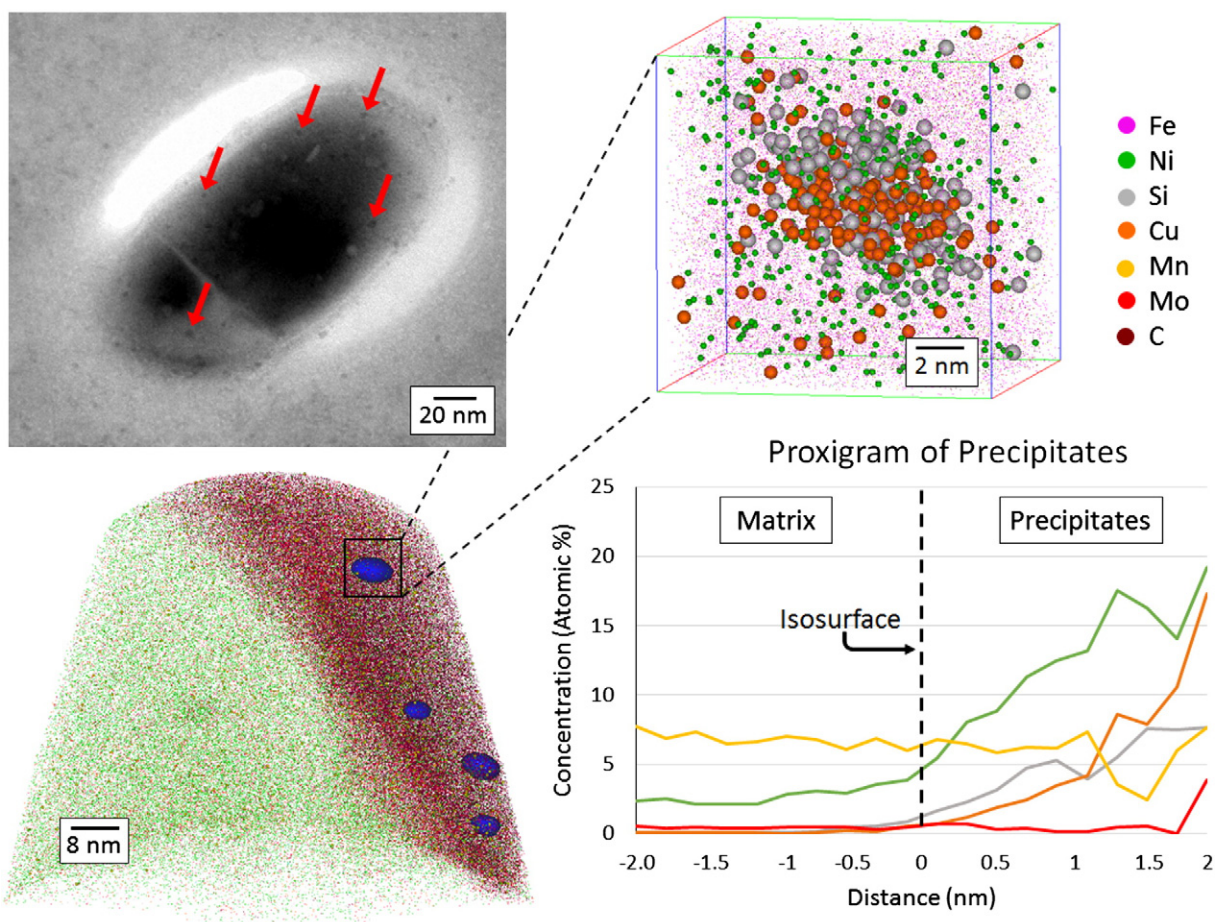 20 nm
2 nm
Fe
Ni
Si
Cu
Mn
Mo
C
8 nm
Proxigram of Precipitates
Concentration (Atomic %)
25
20
15
10
5
0
Matrix
Precipitates
Isosurface
-2.0
-1.5
-1
-0.5
0
0.5
1
1.5
2
Distance (nm)